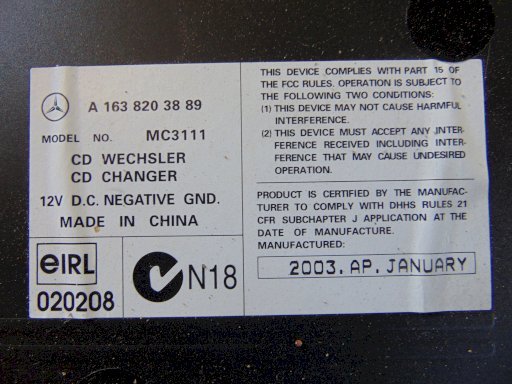 A 163 820 38 89
MODEL NO. MC3111
CD WECHSLER
CD CHANGER
12V D.C. NEGATIVE GND.
MADE IN CHINA
eIRL
020208
N18
THIS DEVICE COMPLIES WITH PART 15 OF
THE FCC RULES. OPERATION IS SUBJECT TO
THE FOLLOWING TWO CONDITIONS:
(1) THIS DEVICE MAY NOT CAUSE HARMFUL
INTERFERENCE.
(2) THIS DEVICE MUST ACCEPT ANY INTER-
FERENCE RECEIVED INCLUDING INTER-
FERENCE THAT MAY CAUSE UNDESIRED
OPERATION.
PRODUCT IS CERTIFIED BY THE MANUFAC-
TURER TO COMPLY WITH DHHS RULES 21
CFR SUBCHAPTER J APPLICATION AT THE
DATE OF MANUFACTURE.
MANUFACTURED:
2003. AP. JANUARY